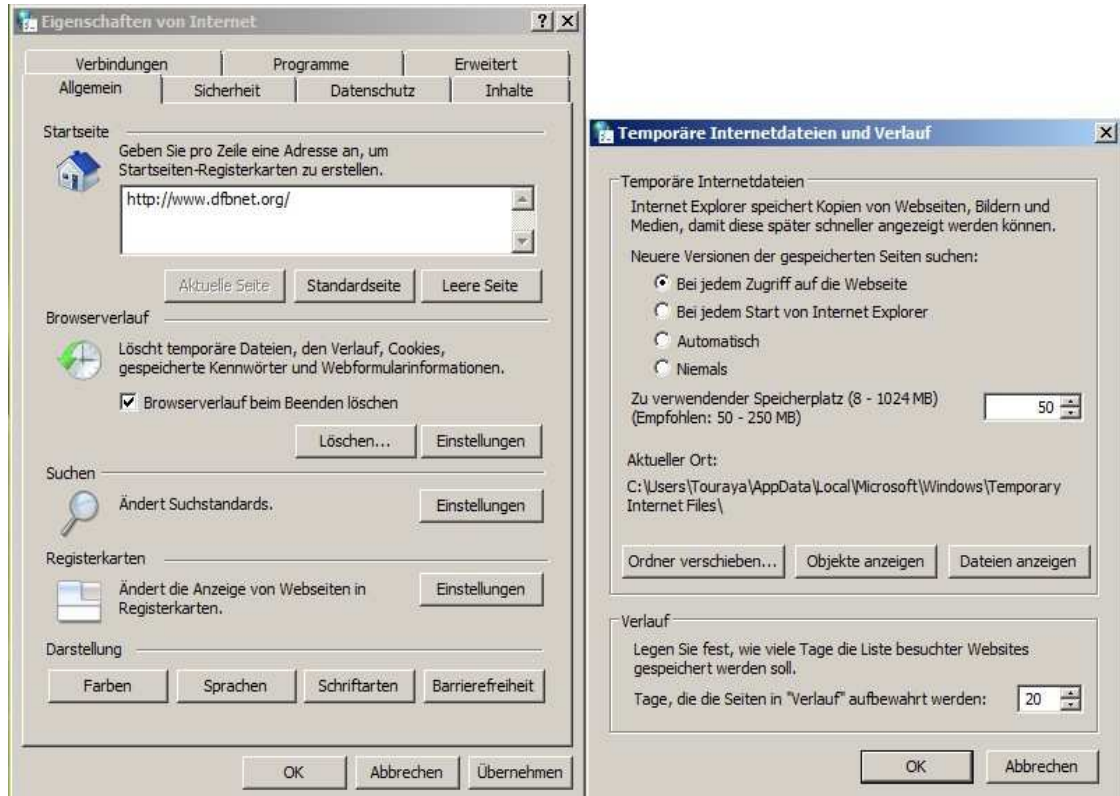 Eigenschaften von Internet
Verbindungen
Programme
Erweitert
Allgemein
Sicherheit
Datenschutz
Inhalte
Startseite
Geben Sie pro Zeile eine Adresse an, um
Startseiten-Registerkarten zu erstellen.
http://www.dfbnet.org/
Aktuelle Seite
Standardseite
Leere Seite
Browserverlauf
Löscht temporäre Dateien, den Verlauf, Cookies,
gespeicherte Kennwörter und Webformularinformationen.
Browserverlauf beim Beenden löschen
Löschen...
Einstellungen
Suchen
Ändert Suchstandards.
Einstellungen
Registerkarten
Ändert die Anzeige von Webseiten in
Registerkarten.
Einstellungen
Darstellung
Farben
Sprachen
Schriftarten
Barrierefreiheit
OK
Abbrechen
Übernehmen
Temporäre Internetdateien und Verlauf
Temporäre Internetdateien
Internet Explorer speichert Kopien von Webseiten, Bildern und
Medien, damit diese später schneller angezeigt werden können.
Neuere Versionen der gespeicherten Seiten suchen:
Bei jedem Zugriff auf die Webseite
Bei jedem Start von Internet Explorer
Automatisch
Niemals
Zu verwendender Speicherplatz (8 - 1024 MB)
(Empfohlen: 50 - 250 MB)
50
Aktueller Ort:
C:\Users\Touraya\AppData\Local\Microsoft\Windows\Temporary
Internet Files\
Ordner verschieben...
Objekte anzeigen
Dateien anzeigen
Verlauf
Legen Sie fest, wie viele Tage die Liste besuchter Websites
gespeichert werden soll.
Tage, die die Seiten in "Verlauf" aufbewahrt werden:
20
OK
Abbrechen